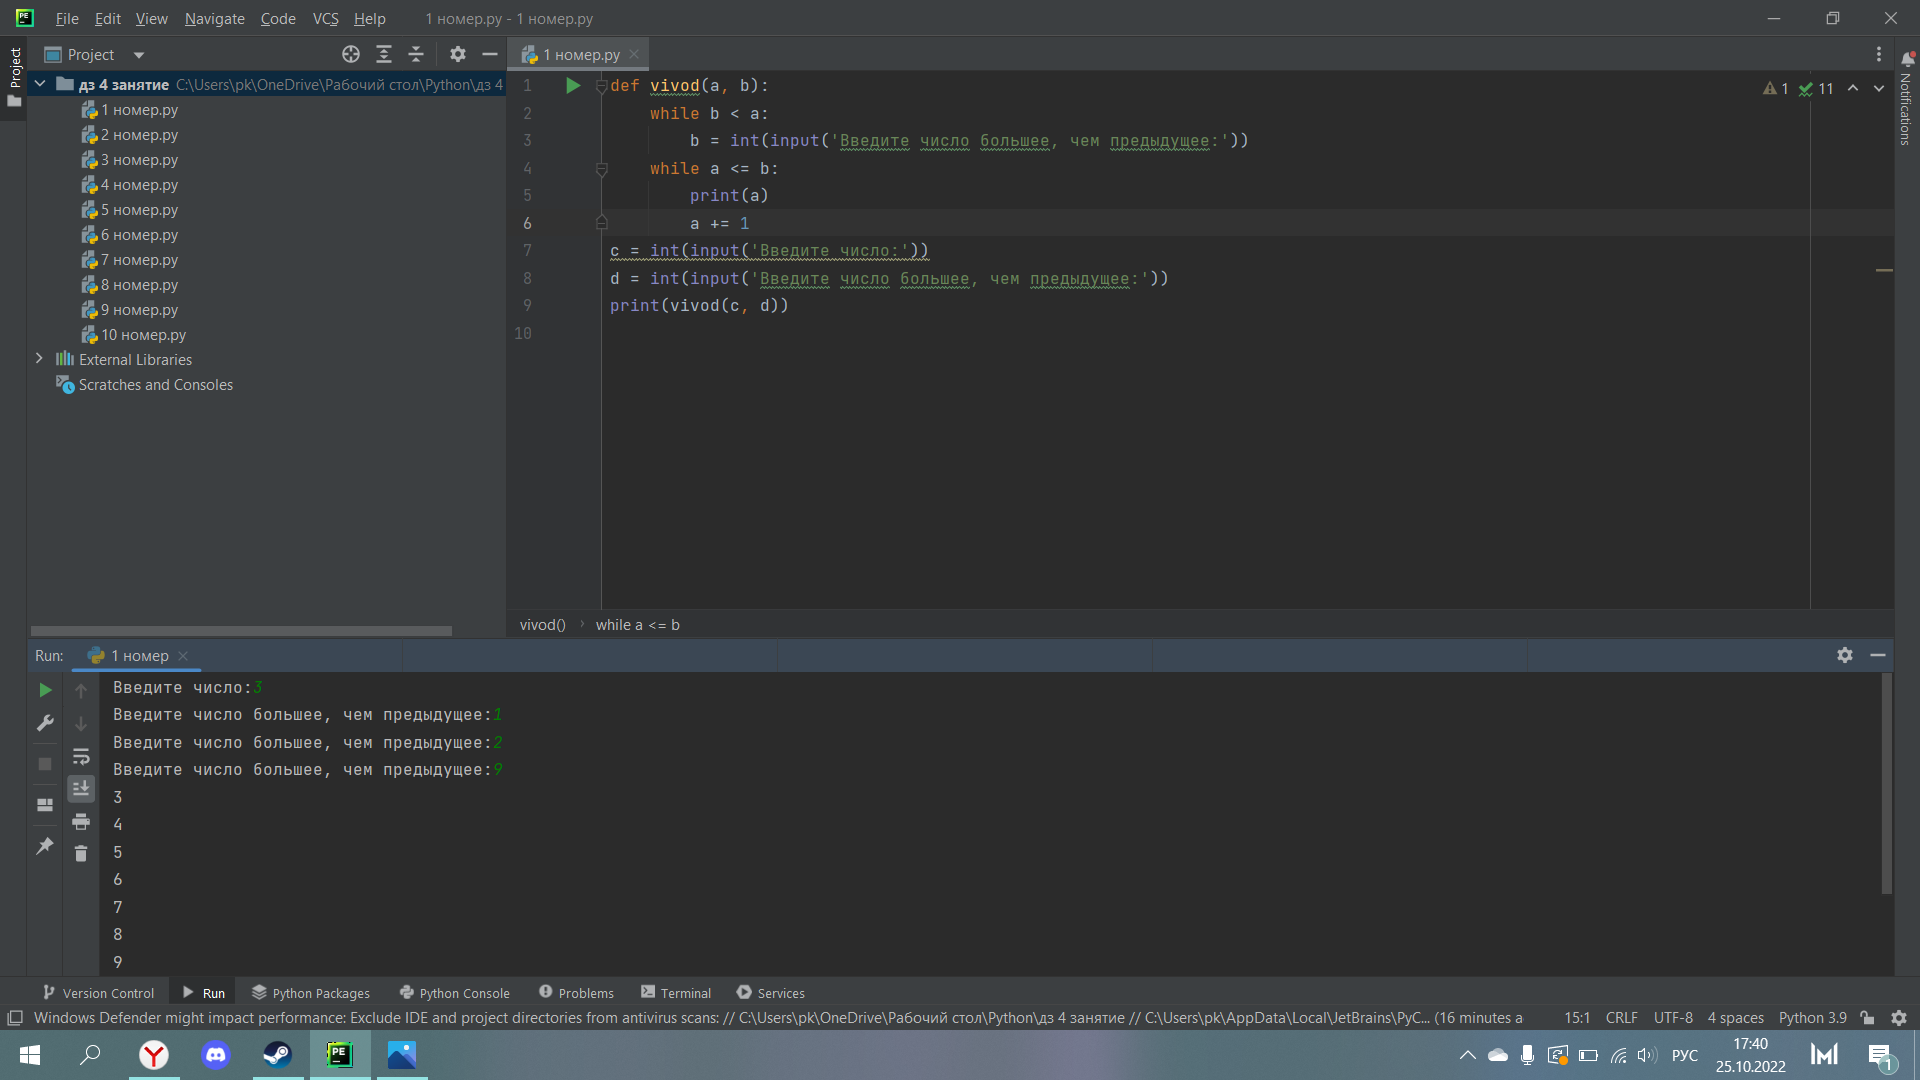 File Edit View Navigate Code VCS Help 1 номер.py - 1 номер.py
Project
Project
1 номер.py
дз 4 занятие C:\Users\pk\OneDrive\Рабочий стол\Python\дз 4
1 номер.py
2 номер.py
3 номер.py
4 номер.py
5 номер.py
6 номер.py
7 номер.py
8 номер.py
9 номер.py
10 номер.py
External Libraries
Scratches and Consoles
1 def vivod(a, b):
2 while b < a:
3 b = int(input('Введите число большее, чем предыдущее:'))
4 while a <= b:
5 print(a)
6 a += 1
7 c = int(input('Введите число:'))
8 d = int(input('Введите число большее, чем предыдущее:'))
9 print(vivod(c, d))
10
1 11
Notifications
vivod() › while a <= b
Run: 1 номер
Введите число:3
Введите число большее, чем предыдущее:1
Введите число большее, чем предыдущее:2
Введите число большее, чем предыдущее:9
3
4
5
6
7
8
9
Version Control Run Python Packages Python Console Problems Terminal Services
Windows Defender might impact performance: Exclude IDE and project directories from antivirus scans: // C:\Users\pk\OneDrive\Рабочий стол\Python\дз 4 занятие // C:\Users\pk\AppData\Local\JetBrains\PyC... (16 minutes a 15:1 CRLF UTF-8 4 spaces Python 3.9
PE
РУС
17:40
25.10.2022
1